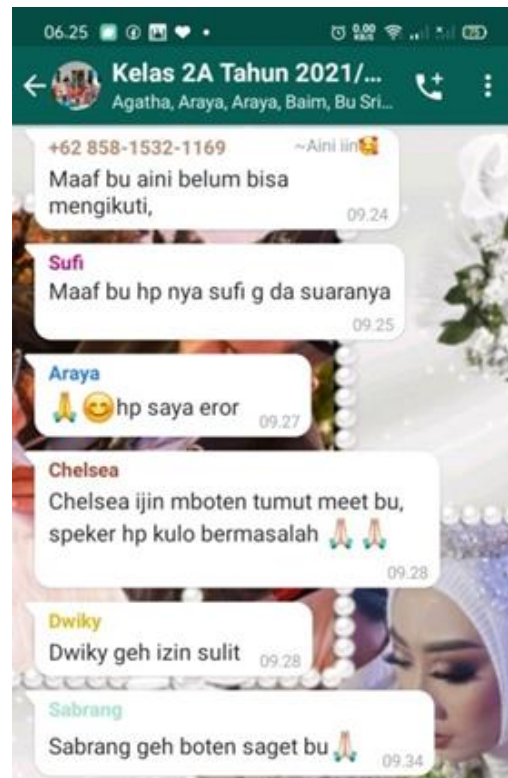 06.25
0.00 KB/S
Kelas 2A Tahun 2021/...
Agatha, Araya, Araya, Baim, Bu Sri...
+62 858-1532-1169 ~Aini iin🥰
Maaf bu aini belum bisa
mengikuti,
09.24
Sufi
Maaf bu hp nya sufi g da suaranya
09.25
Araya
🙏😊hp saya eror 09.27
Chelsea
Chelsea ijin mboten tumut meet bu,
speker hp kulo bermasalah 🙏🏻 🙏🏻
09.28
Dwiky
Dwiky geh izin sulit 09.28
Sabrang
Sabrang geh boten saget bu🙏🏻 09.34